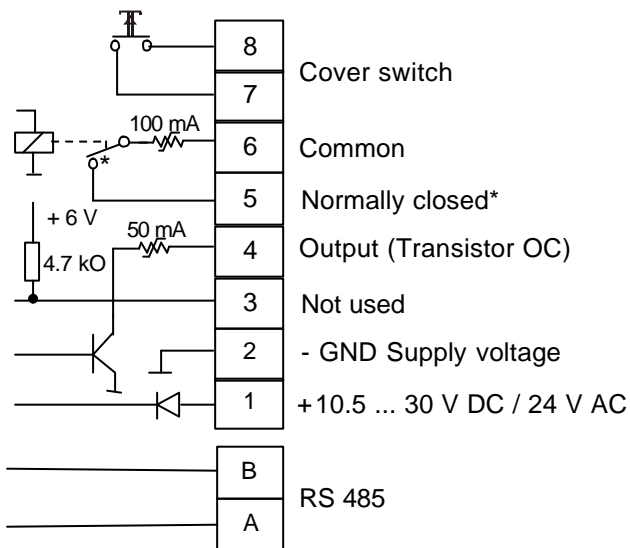 8
Cover switch
7
100 mA
6
Common
*
5
Normally closed*
+ 6 V
50 mA
4
Output (Transistor OC)
4.7 kO
3
Not used
2
- GND Supply voltage
1
+10.5 ... 30 V DC / 24 V AC
B
RS 485
A